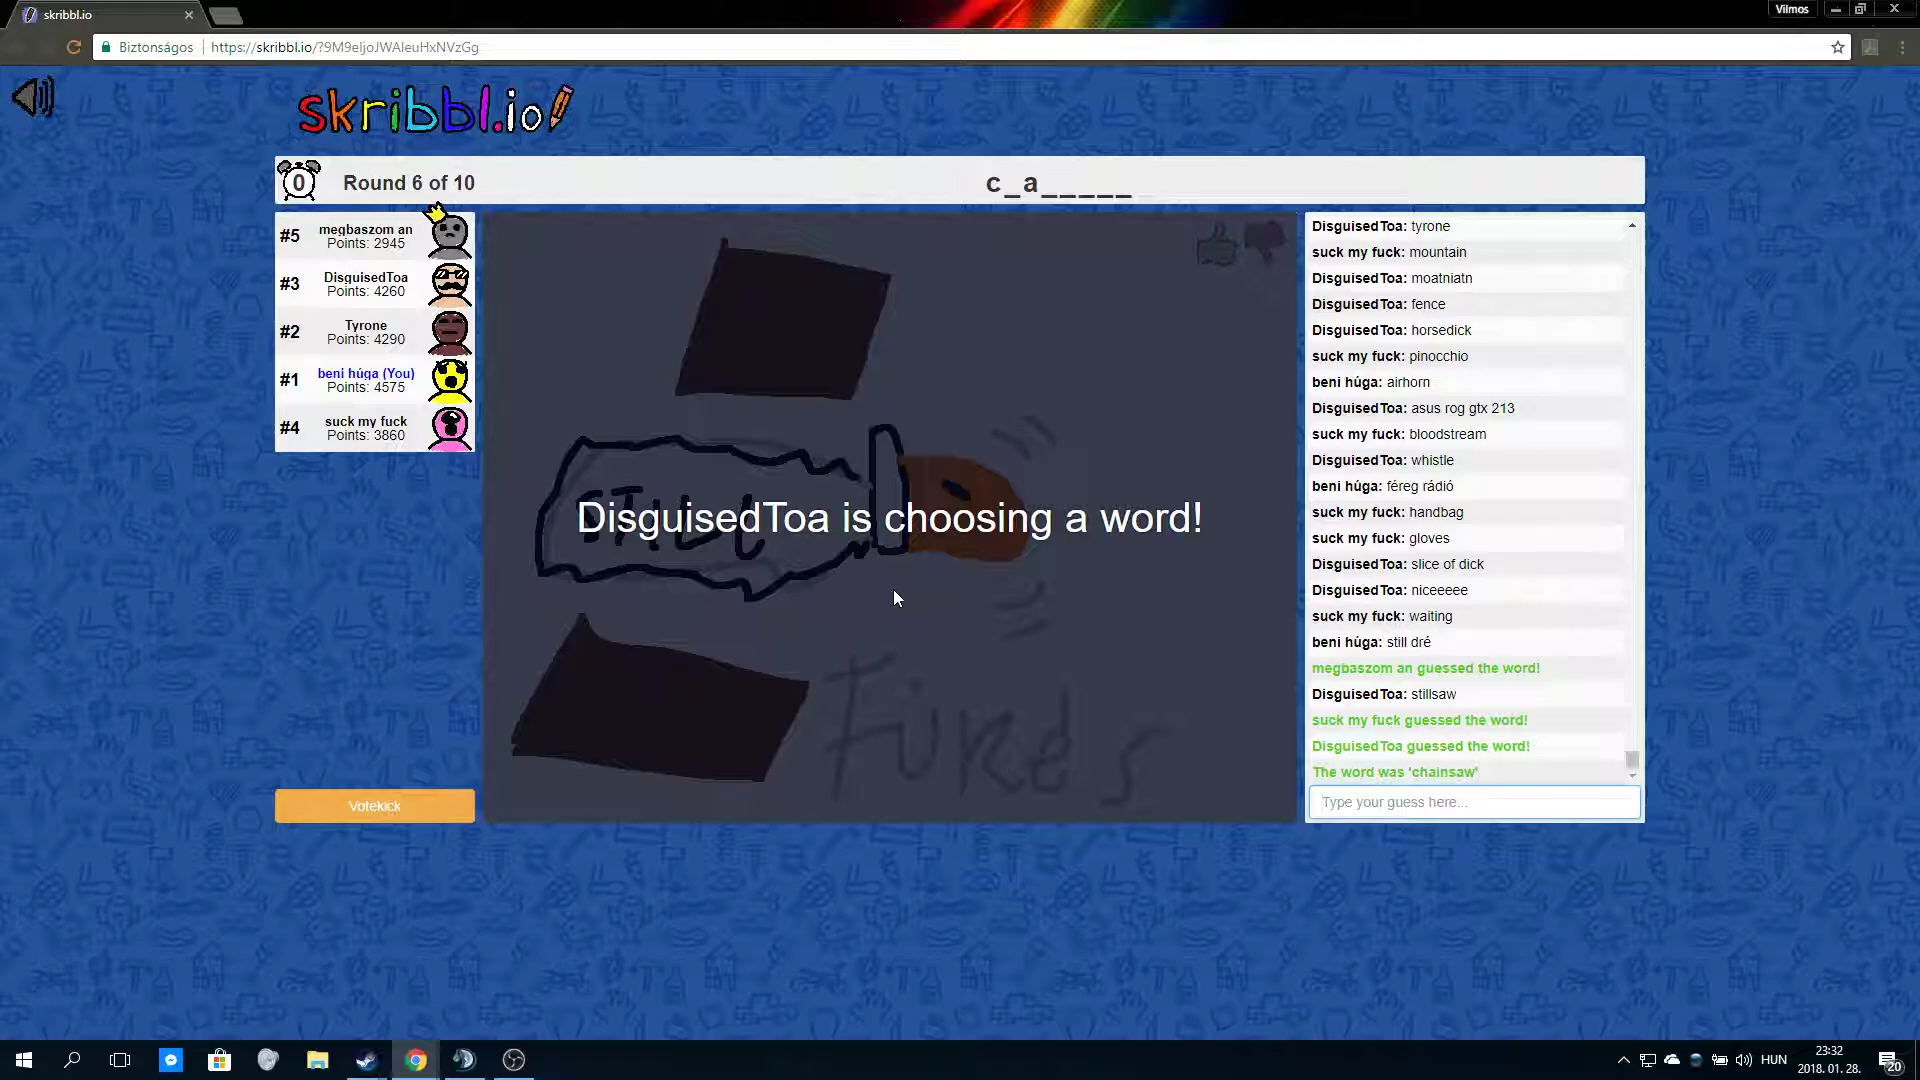 skribbl.io
Vilmos
Biztonságos
https://skribbl.io/?9M9eljoJWAleuHxNVzGg
skribbl.io
0
Round 6 of 10
c_a_____
#5
megbaszom an
Points: 2945
#3
DisguisedToa
Points: 4260
#2
Tyrone
Points: 4290
#1
beni húga (You)
Points: 4575
#4
suck my fuck
Points: 3860
Votekick
STILL
DisguisedToa is choosing a word!
Fűrés
DisguisedToa: tyrone
suck my fuck: mountain
DisguisedToa: moatniatn
DisguisedToa: fence
DisguisedToa: horsedick
suck my fuck: pinocchio
beni húga: airhorn
DisguisedToa: asus rog gtx 213
suck my fuck: bloodstream
DisguisedToa: whistle
beni húga: féreg rádió
suck my fuck: handbag
suck my fuck: gloves
DisguisedToa: slice of dick
DisguisedToa: niceeeee
suck my fuck: waiting
beni húga: still dré
megbaszom an guessed the word!
DisguisedToa: stillsaw
suck my fuck guessed the word!
DisguisedToa guessed the word!
The word was 'chainsaw'
Type your guess here...
HUN
23:32
2018. 01. 28.
20